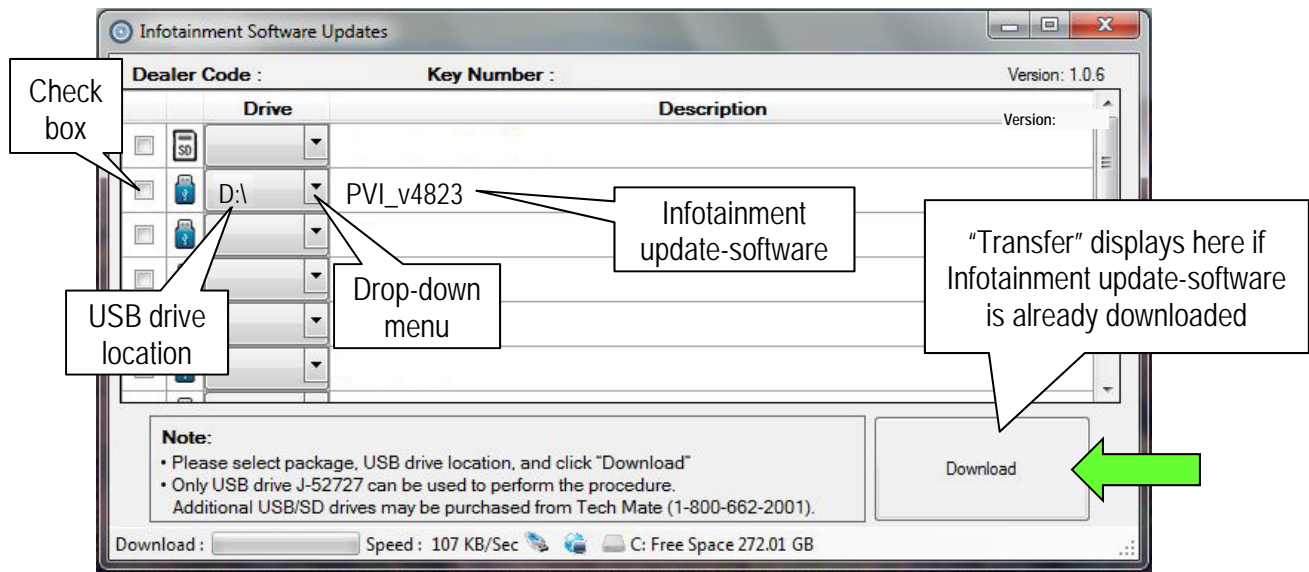 Infotainment Software Updates
Dealer Code :
Key Number :
Version: 1.0.6
Drive
Description
Version:
SD
Check
box
D:\
PVI_v4823
Infotainment
update-software
"Transfer" displays here if
Infotainment update-software
is already downloaded
Drop-down
menu
USB drive
location
Note:
• Please select package, USB drive location, and click "Download"
• Only USB drive J-52727 can be used to perform the procedure.
Additional USB/SD drives may be purchased from Tech Mate (1-800-662-2001).
Download
Download :
Speed : 107 KB/Sec
C: Free Space 272.01 GB